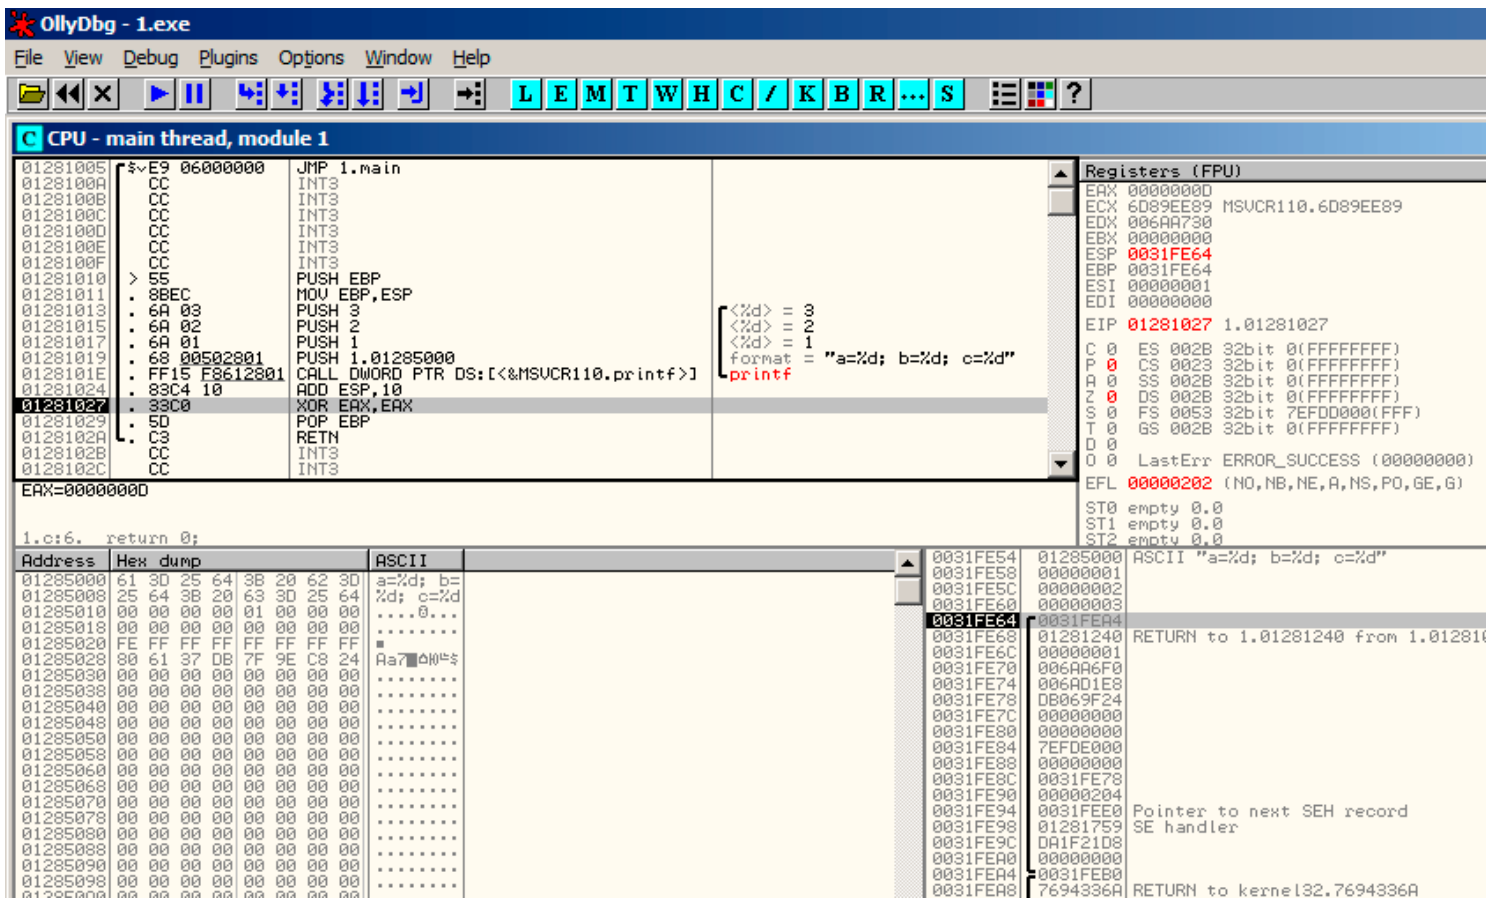 OllyDbg - 1.exe
File View Debug Plugins Options Window Help
L E M T W H C / K B R ... S ?
C CPU - main thread, module 1
01281005 $ E9 06000000 JMP 1.main
0128100A CC INT3
0128100B CC INT3
0128100C CC INT3
0128100D CC INT3
0128100E CC INT3
0128100F CC INT3
01281010 > 55 PUSH EBP
01281011 . 8BEC MOV EBP,ESP
01281013 . 6A 03 PUSH 3 <%d> = 3
01281015 . 6A 02 PUSH 2 <%d> = 2
01281017 . 6A 01 PUSH 1 <%d> = 1
01281019 . 68 00502801 PUSH 1.01285000 format = "a=%d; b=%d; c=%d"
0128101E . FF15 F8612801 CALL DWORD PTR DS:[<&MSVCR110.printf>] printf
01281024 . 83C4 10 ADD ESP,10
01281027 . 33C0 XOR EAX,EAX
01281029 . 5D POP EBP
0128102A . C3 RETN
0128102B CC INT3
0128102C CC INT3
EAX=0000000D
1.c:6. return 0;
Registers (FPU)
EAX 0000000D
ECX 6D89EE89 MSVCR110.6D89EE89
EDX 006AA730
EBX 00000000
ESP 0031FE64
EBP 0031FE64
ESI 00000001
EDI 00000000
EIP 01281027 1.01281027
C 0 ES 002B 32bit 0(FFFFFFFF)
P 0 CS 0023 32bit 0(FFFFFFFF)
A 0 SS 002B 32bit 0(FFFFFFFF)
Z 0 DS 002B 32bit 0(FFFFFFFF)
S 0 FS 0053 32bit 7EFDD000(FFF)
T 0 GS 002B 32bit 0(FFFFFFFF)
D 0
O 0 LastErr ERROR_SUCCESS (00000000)
EFL 00000202 (NO,NB,NE,A,NS,PO,GE,G)
ST0 empty 0.0
ST1 empty 0.0
ST2 empty 0.0
Address Hex dump ASCII
01285000 61 3D 25 64 3B 20 62 3D a=%d; b=
01285008 25 64 3B 20 63 3D 25 64 %d; c=%d
01285010 00 00 00 00 01 00 00 00 ....0...
01285018 00 00 00 00 00 00 00 00 ........
01285020 FE FF FF FF FF FF FF FF
01285028 80 61 37 DB 7F 9E C8 24
01285030 00 00 00 00 00 00 00 00 ........
01285038 00 00 00 00 00 00 00 00 ........
01285040 00 00 00 00 00 00 00 00 ........
01285048 00 00 00 00 00 00 00 00 ........
01285050 00 00 00 00 00 00 00 00 ........
01285058 00 00 00 00 00 00 00 00 ........
01285060 00 00 00 00 00 00 00 00 ........
01285068 00 00 00 00 00 00 00 00 ........
01285070 00 00 00 00 00 00 00 00 ........
01285078 00 00 00 00 00 00 00 00 ........
01285080 00 00 00 00 00 00 00 00 ........
01285088 00 00 00 00 00 00 00 00 ........
01285090 00 00 00 00 00 00 00 00 ........
01285098 00 00 00 00 00 00 00 00 ........
0031FE54 01285000 ASCII "a=%d; b=%d; c=%d"
0031FE58 00000001
0031FE5C 00000002
0031FE60 00000003
0031FE64 0031FEA4
0031FE68 01281240 RETURN to 1.01281240 from 1.012810
0031FE6C 00000001
0031FE70 006AA6F0
0031FE74 006AD1E8
0031FE78 DB069F24
0031FE7C 00000000
0031FE80 00000000
0031FE84 7EFDE000
0031FE88 00000000
0031FE8C 0031FE78
0031FE90 00000204
0031FE94 0031FEE0 Pointer to next SEH record
0031FE98 01281759 SE handler
0031FE9C DA1F21D8
0031FEA0 00000000
0031FEA4 0031FEB0
0031FEA8 7694336A RETURN to kernel32.7694336A